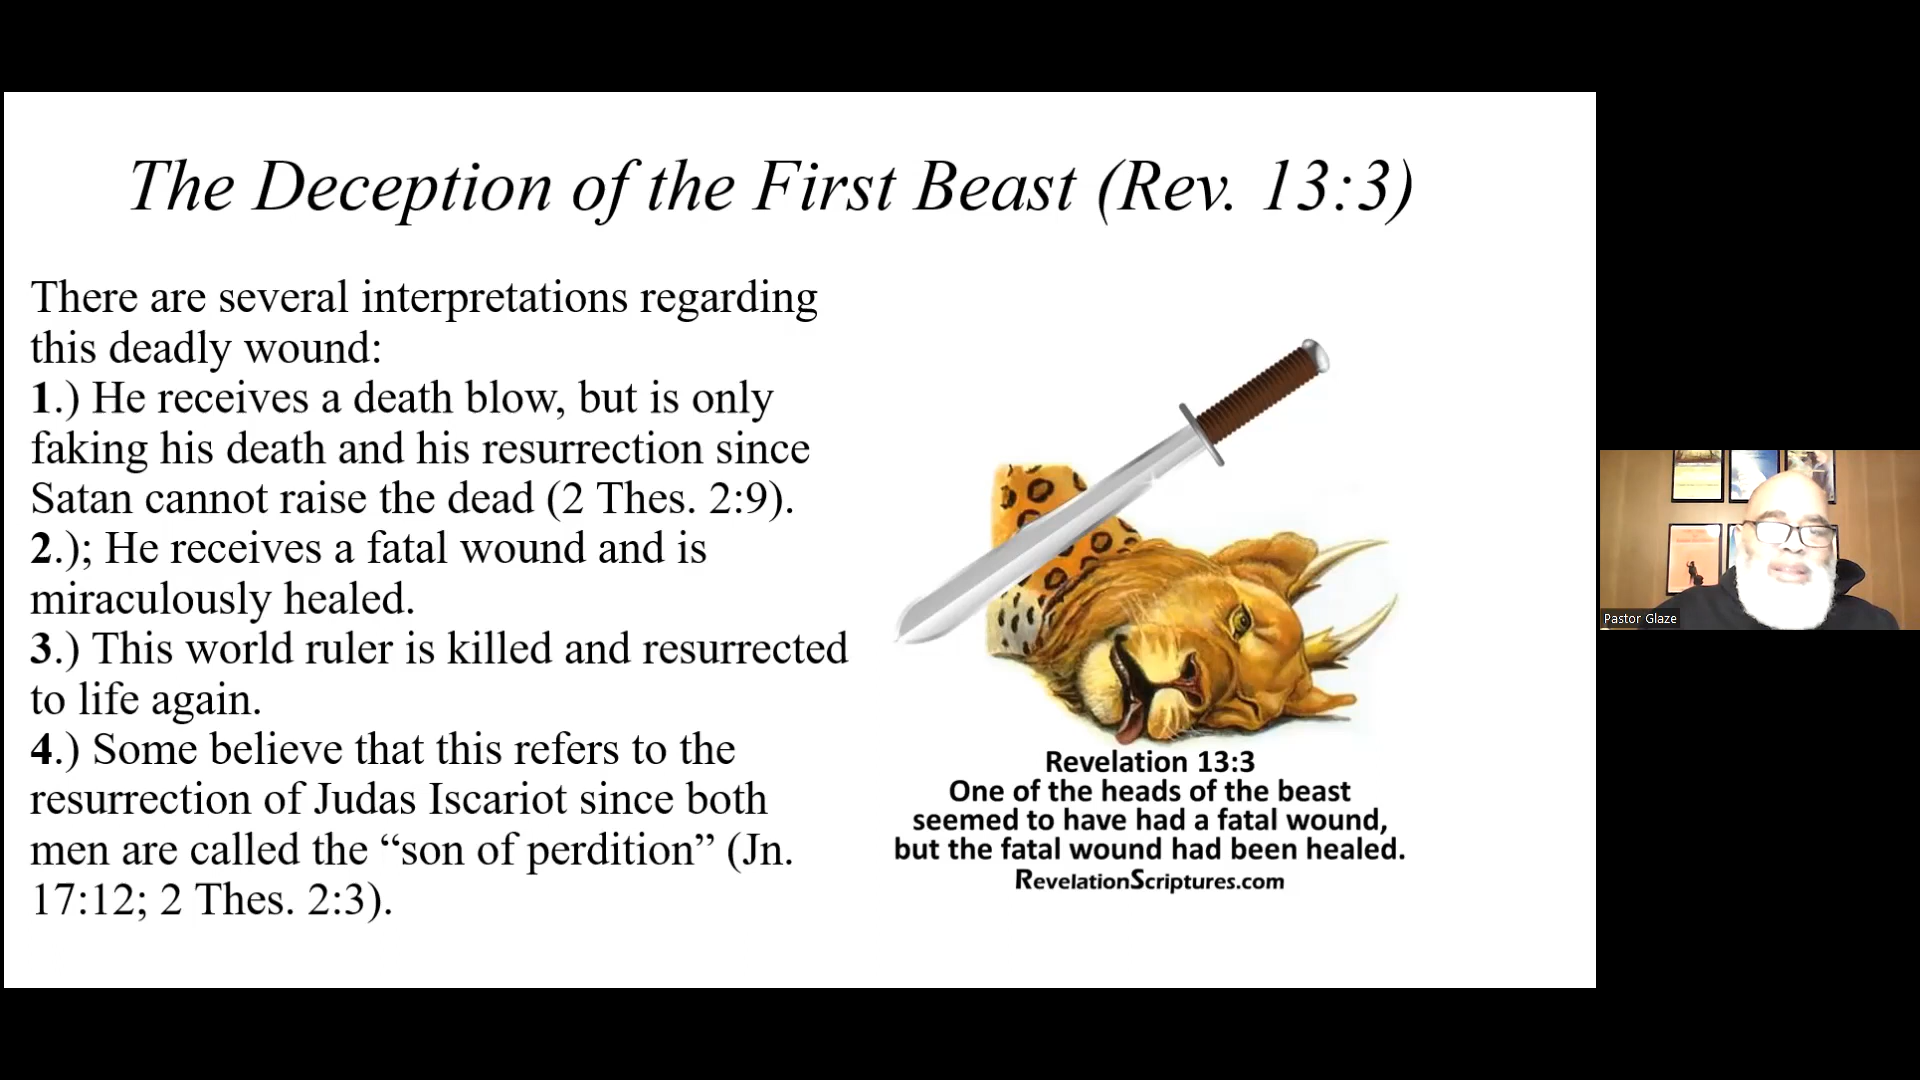 The Deception of the First Beast (Rev. 13:3)
There are several interpretations regarding
this deadly wound:
1.) He receives a death blow, but is only
faking his death and his resurrection since
Satan cannot raise the dead (2 Thes. 2:9).
2.); He receives a fatal wound and is
miraculously healed.
3.) This world ruler is killed and resurrected
to life again.
4.) Some believe that this refers to the
resurrection of Judas Iscariot since both
men are called the “son of perdition” (Jn.
17:12; 2 Thes. 2:3).
Revelation 13:3
One of the heads of the beast
seemed to have had a fatal wound,
but the fatal wound had been healed.
RevelationScriptures.com
Pastor Glaze